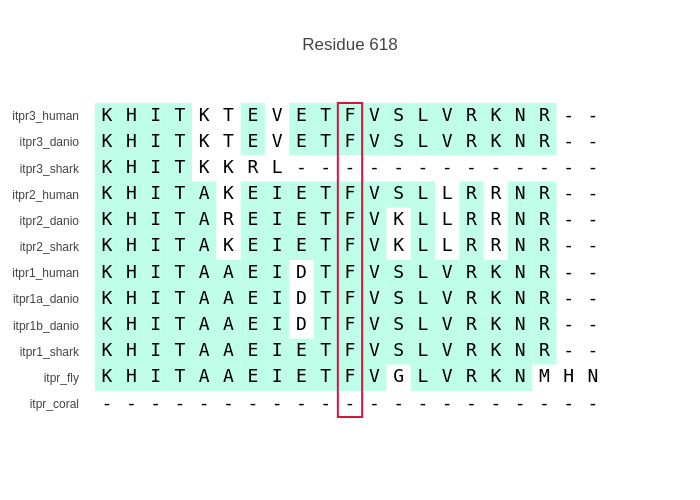 Residue 618
itpr3_human K H I T K T E V E T F V S L V R K N R - -
itpr3_danio K H I T K T E V E T F V S L V R K N R - -
itpr3_shark K H I T K K R L - - - - - - - - - - - - -
itpr2_human K H I T A K E I E T F V S L L R R N R - -
itpr2_danio K H I T A R E I E T F V K L L R R N R - -
itpr2_shark K H I T A K E I E T F V K L L R R N R - -
itpr1_human K H I T A A E I D T F V S L V R K N R - -
itpr1a_danio K H I T A A E I D T F V S L V R K N R - -
itpr1b_danio K H I T A A E I D T F V S L V R K N R - -
itpr1_shark K H I T A A E I E T F V S L V R K N R - -
itpr_fly K H I T A A E I E T F V G L V R K N M H N
itpr_coral - - - - - - - - - - - - - - - - - - - - -